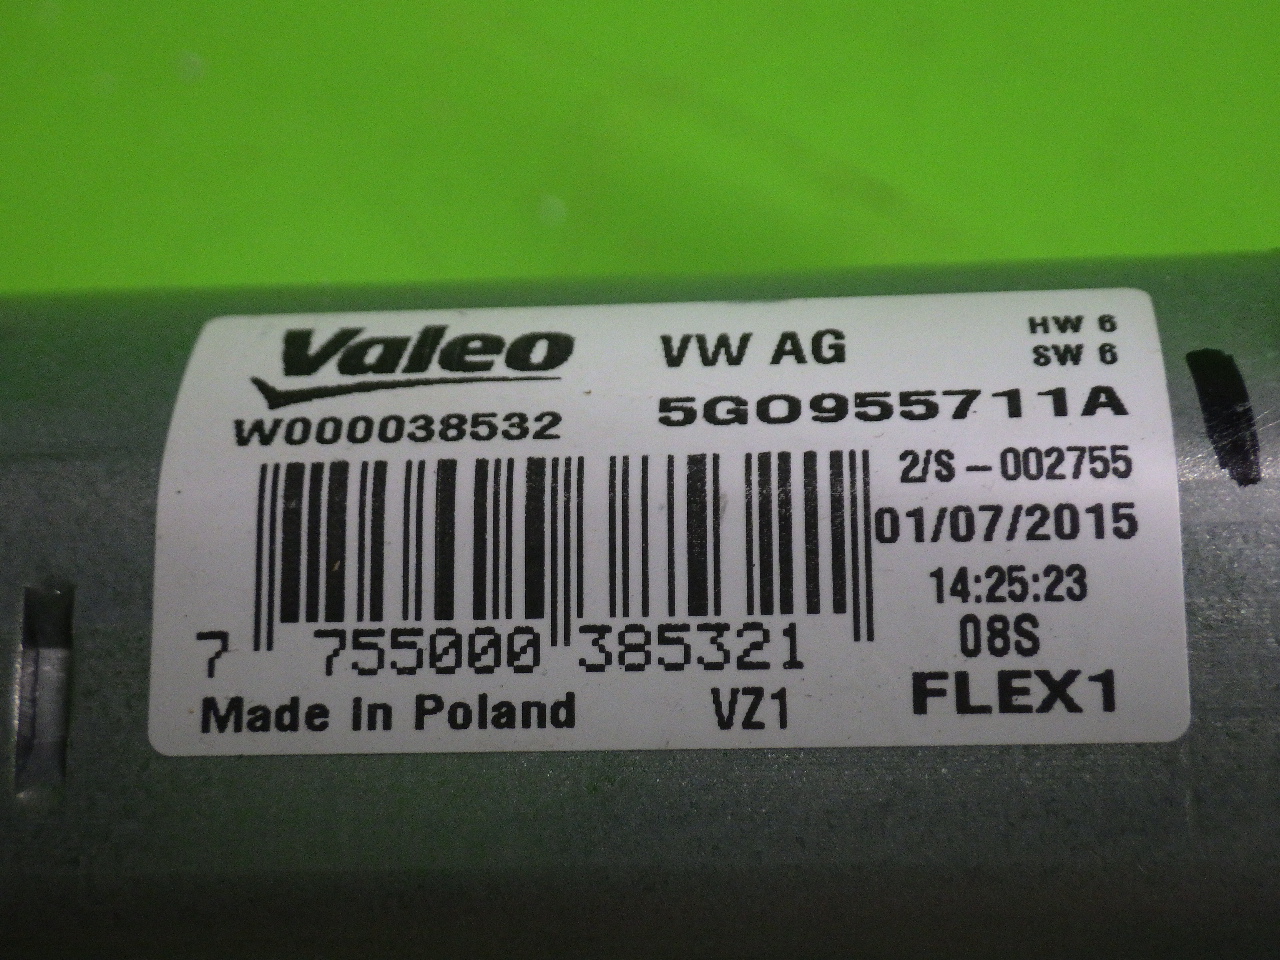 Valeo VW AG HW 6
SW 6
W000038532 5G0955711A
2/S - 002755
01/07/2015
14:25:23
08S
7 755000 385321
Made in Poland VZ1 FLEX1